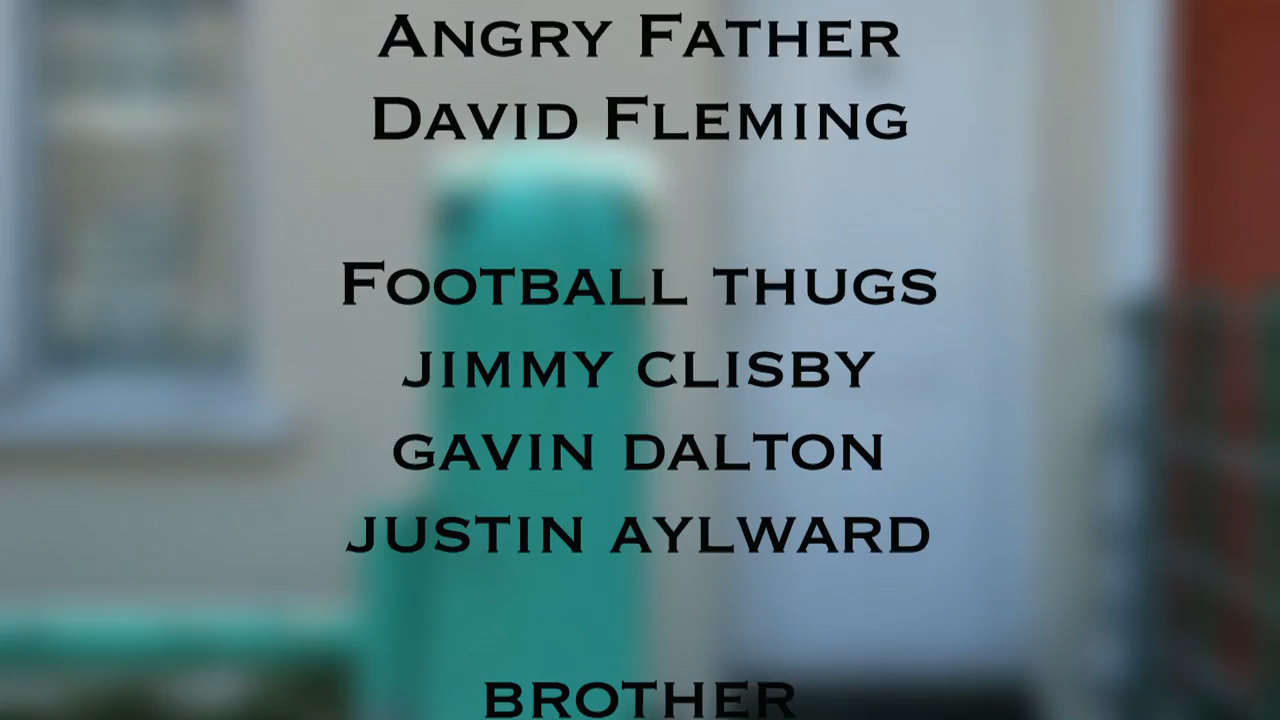 Angry Father
David Fleming
Football thugs
jimmy clisby
gavin dalton
justin aylward
brother